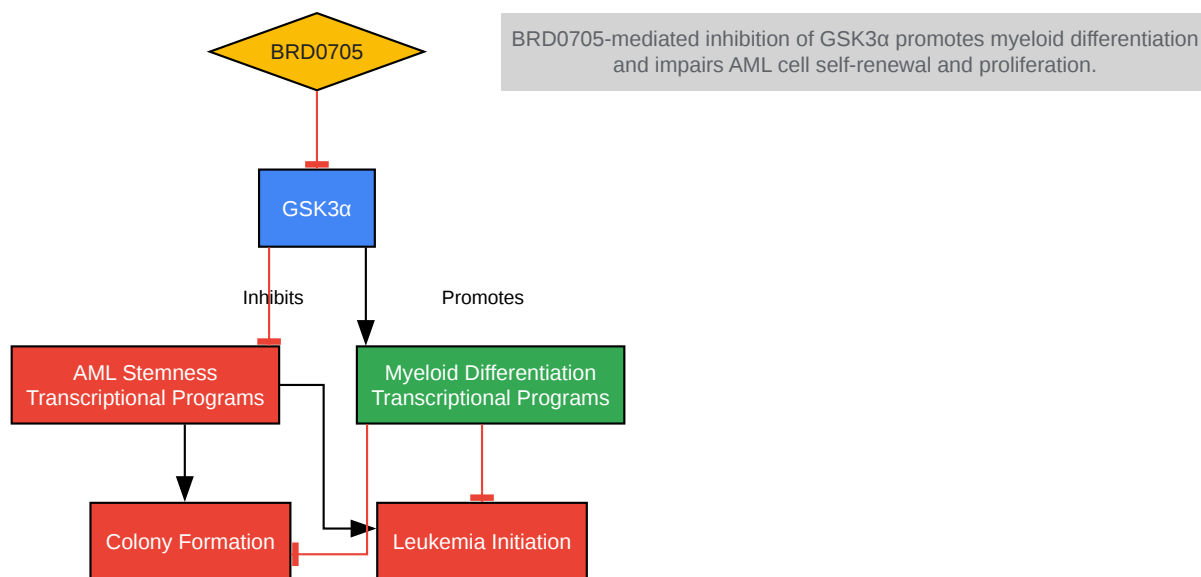 BRD0705
BRD0705-mediated inhibition of GSK3α promotes myeloid differentiation
and impairs AML cell self-renewal and proliferation.
GSK3α
Inhibits
Promotes
AML Stemness
Transcriptional Programs
Myeloid Differentiation
Transcriptional Programs
Colony Formation
Leukemia Initiation